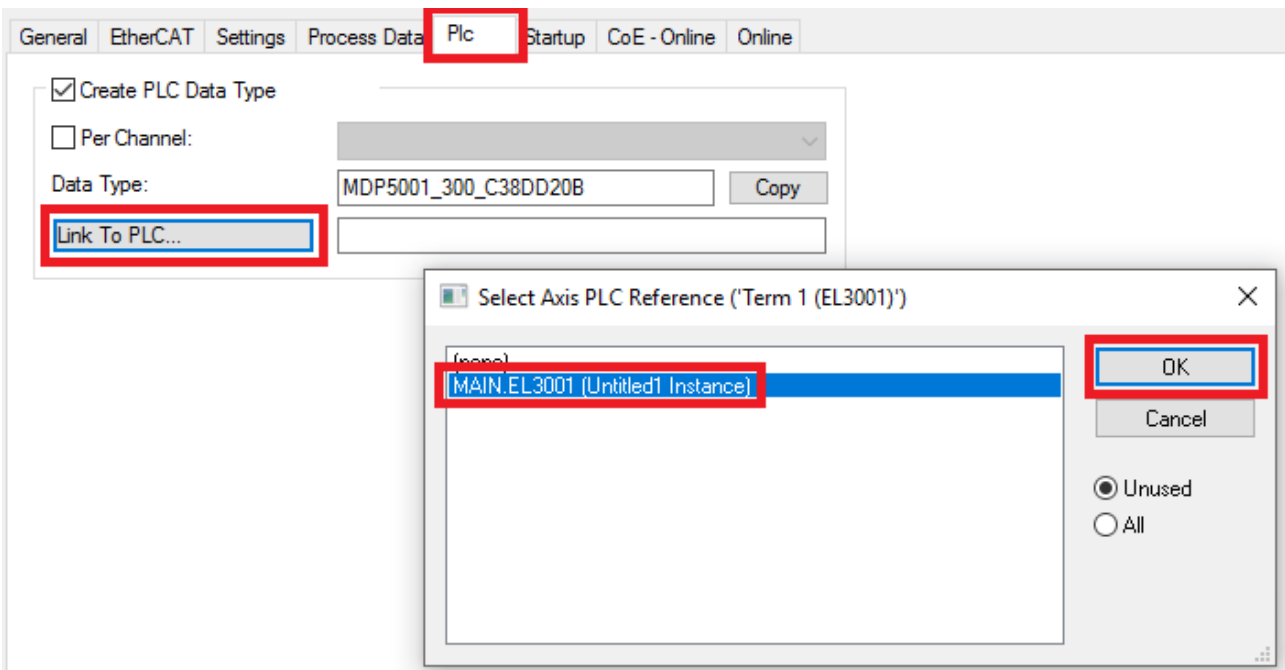 General EtherCAT Settings Process Data Plc Startup CoE - Online Online
Create PLC Data Type
Per Channel:
Data Type: MDP5001_300_C38DD20B Copy
Link To PLC...
Select Axis PLC Reference ('Term 1 (EL3001)')
(none)
MAIN.EL3001 (Untitled1 Instance)
OK
Cancel
Unused
All